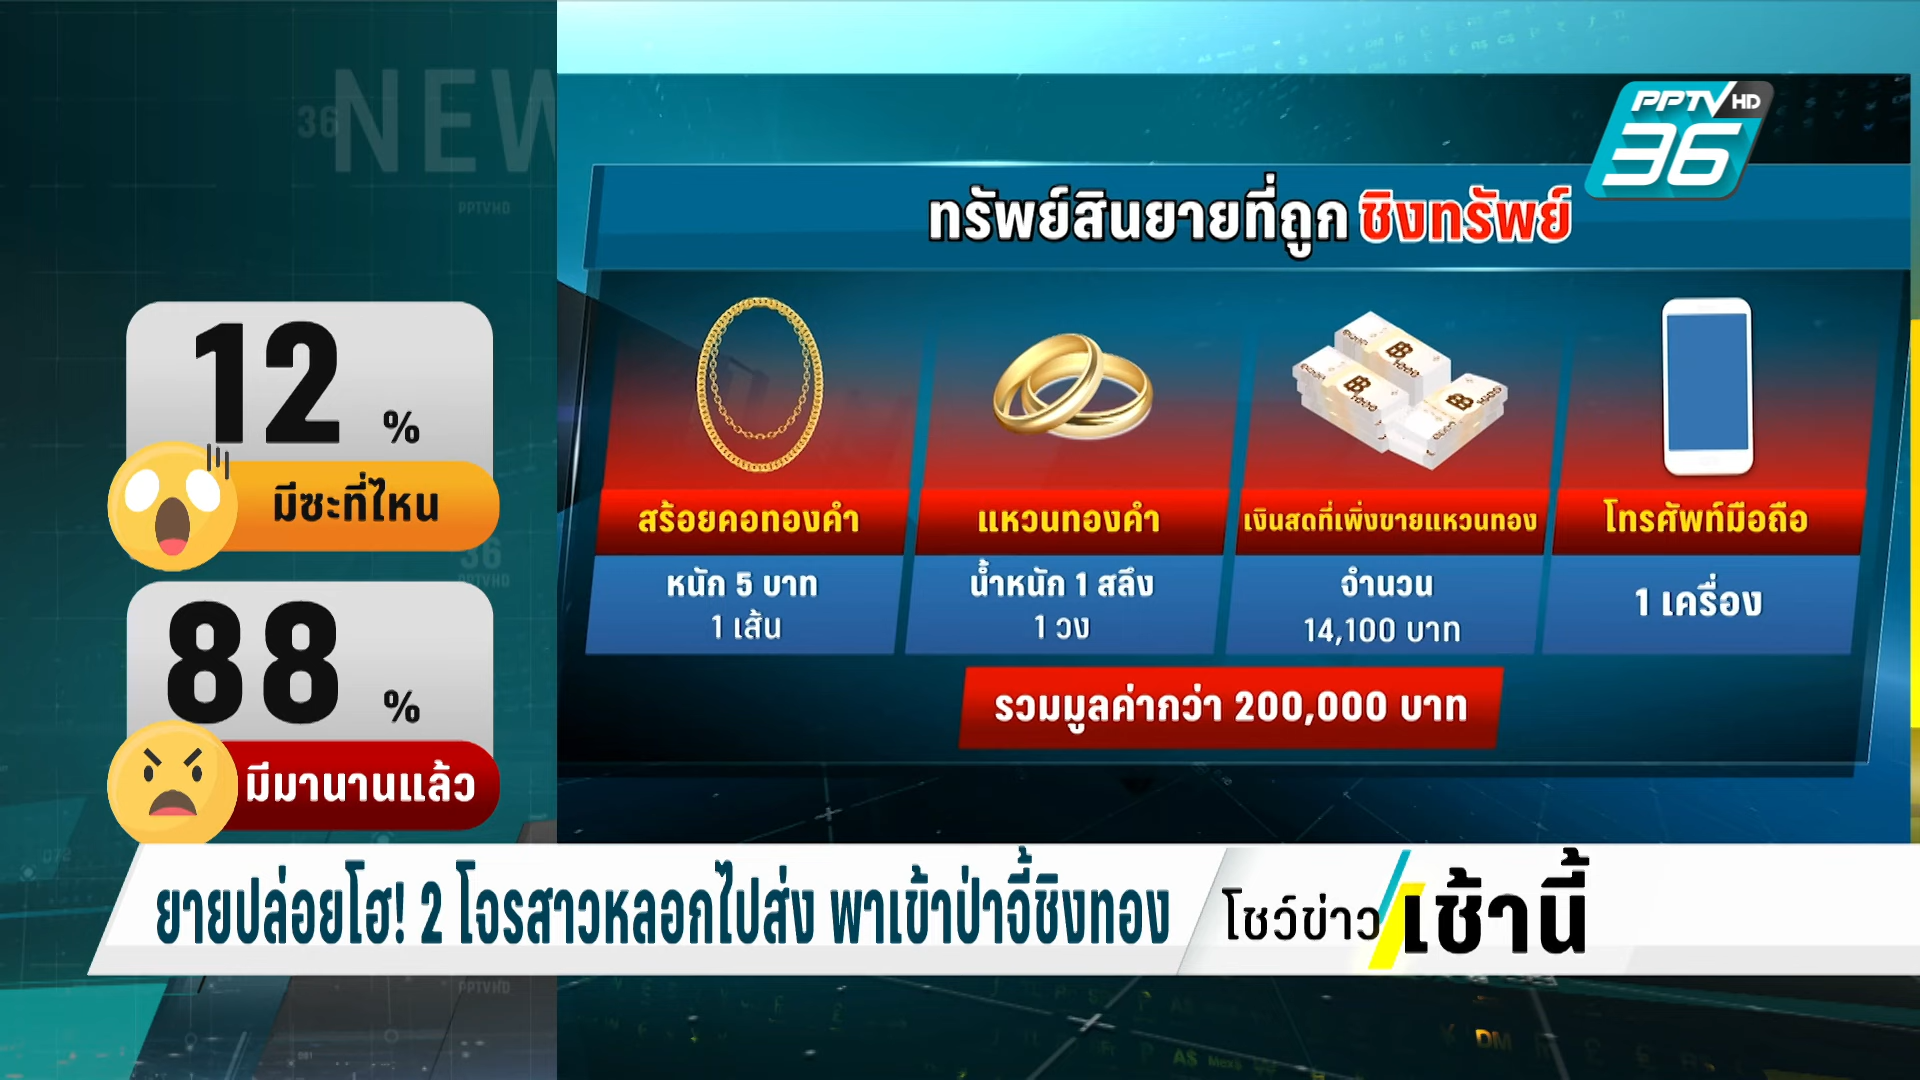 36 NEW
PPTVHD
PPTV HD
36
ทรัพย์สินยายที่ถูก ชิงทรัพย์
12 %
มีซะที่ไหน
88 %
มีมานานแล้ว
สร้อยคอทองคำ
หนัก 5 บาท
1 เส้น
แหวนทองคำ
น้ำหนัก 1 สลึง
1 วง
เงินสดที่เพิ่งขายแหวนทอง
จำนวน
14,100 บาท
โทรศัพท์มือถือ
1 เครื่อง
รวมมูลค่ากว่า 200,000 บาท
36
PPTVHD
ยายปล่อยโฮ! 2 โจรสาวหลอกไปส่ง พาเข้าป่าจี้ชิงทอง
โชว์ข่าว เช้านี้
PPTVHD